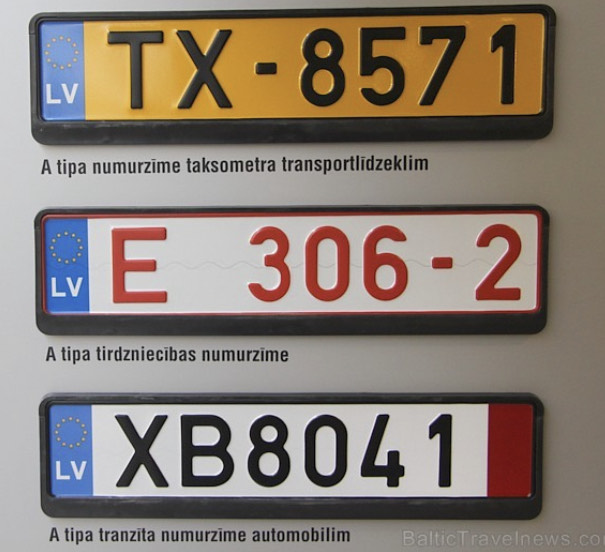 LV TX-8571
A tipa numurzīme taksometra transportlīdzeklim
LV E 306-2
A tipa tirdzniecības numurzīme
LV XB8041
A tipa tranzīta numurzīme automobilim
BalticTravelnews.co